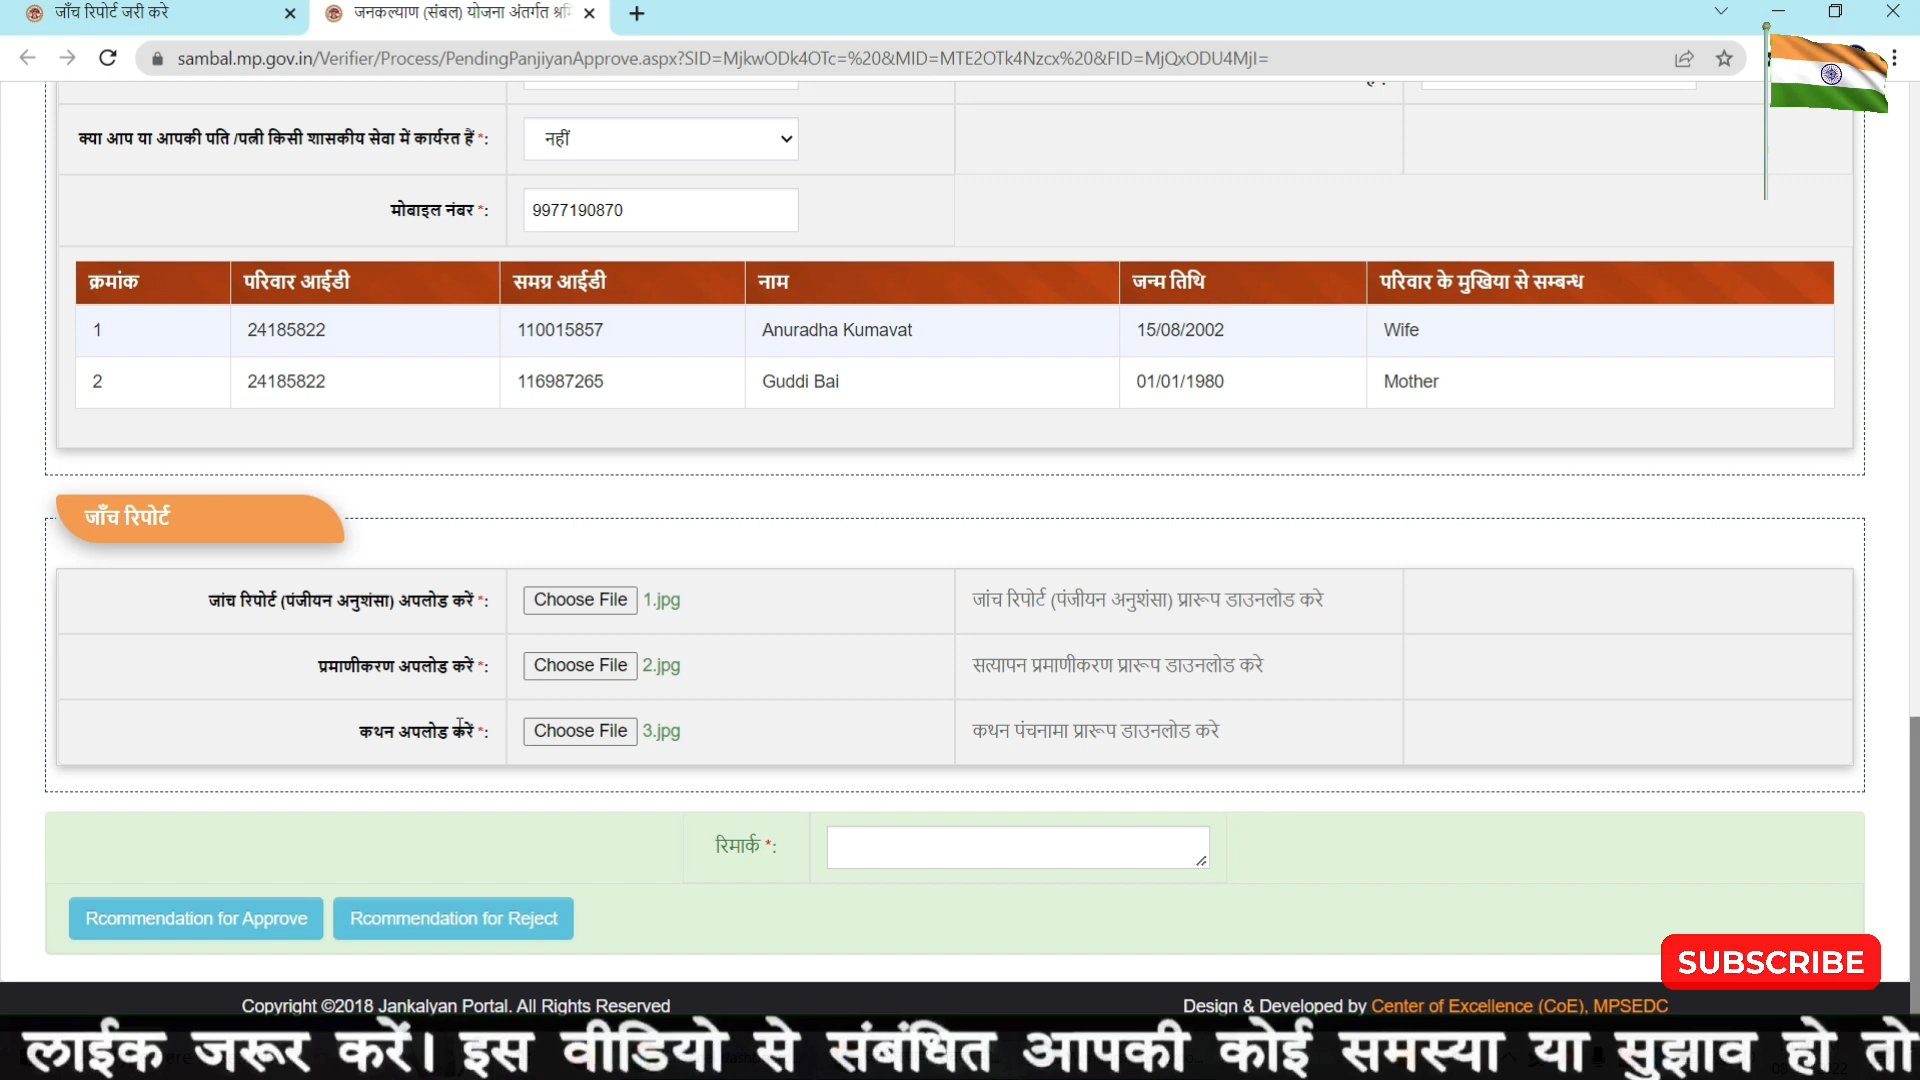 जाँच रिपोर्ट जरी करे
जनकल्याण (संबल) योजना अंतर्गत श्रमि
sambal.mp.gov.in/Verifier/Process/PendingPanjiyanApprove.aspx?SID=MjkwODk4OTc=%20&MID=MTE2OTk4Nzcx%20&FID=MjQxODU4MjI=
क्या आप या आपकी पति /पत्नी किसी शासकीय सेवा में कार्यरत हैं *: नहीं
मोबाइल नंबर *: 9977190870
क्रमांक परिवार आईडी समग्र आईडी नाम जन्म तिथि परिवार के मुखिया से सम्बन्ध
1 24185822 110015857 Anuradha Kumavat 15/08/2002 Wife
2 24185822 116987265 Guddi Bai 01/01/1980 Mother
जाँच रिपोर्ट
जांच रिपोर्ट (पंजीयन अनुशंसा) अपलोड करें *: Choose File 1.jpg जांच रिपोर्ट (पंजीयन अनुशंसा) प्रारूप डाउनलोड करे
प्रमाणीकरण अपलोड करें *: Choose File 2.jpg सत्यापन प्रमाणीकरण प्रारूप डाउनलोड करे
कथन अपलोड करें *: Choose File 3.jpg कथन पंचनामा प्रारूप डाउनलोड करे
रिमार्क *:
Rcommendation for Approve Rcommendation for Reject
SUBSCRIBE
Copyright ©2018 Jankalyan Portal. All Rights Reserved Design & Developed by Center of Excellence (CoE), MPSEDC
लाईक जरूर करें। इस वीडियो से संबंधित आपकी कोई समस्या या सुझाव हो तो